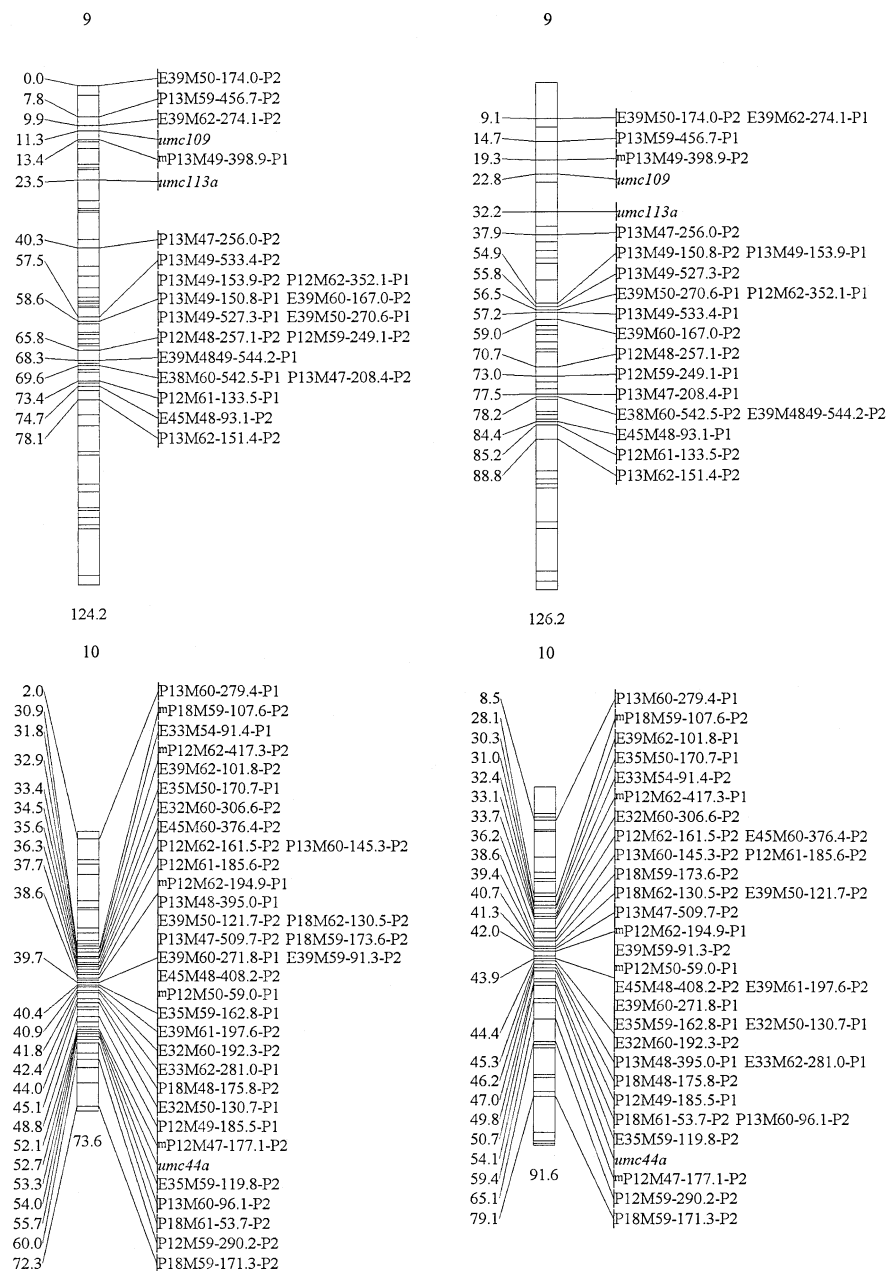 9
0.0 E39M50-174.0-P2
7.8 P13M59-456.7-P2
9.9 E39M62-274.1-P2
11.3 umc109
13.4 mP13M49-398.9-P1
23.5 umc113a
40.3 P13M47-256.0-P2
57.5 P13M49-533.4-P2
P13M49-153.9-P2 P12M62-352.1-P1
58.6 P13M49-150.8-P1 E39M60-167.0-P2
P13M49-527.3-P1 E39M50-270.6-P1
65.8 P12M48-257.1-P2 P12M59-249.1-P2
68.3 E39M4849-544.2-P1
69.6 E38M60-542.5-P1 P13M47-208.4-P2
73.4 P12M61-133.5-P1
74.7 E45M48-93.1-P2
78.1 P13M62-151.4-P2
124.2
9
9.1 E39M50-174.0-P2 E39M62-274.1-P1
14.7 P13M59-456.7-P1
19.3 mP13M49-398.9-P2
22.8 umc109
32.2 umc113a
37.9 P13M47-256.0-P2
54.9 P13M49-150.8-P2 P13M49-153.9-P1
55.8 P13M49-527.3-P2
56.5 E39M50-270.6-P1 P12M62-352.1-P1
57.2 P13M49-533.4-P1
59.0 E39M60-167.0-P2
70.7 P12M48-257.1-P2
73.0 P12M59-249.1-P1
77.5 P13M47-208.4-P1
78.2 E38M60-542.5-P2 E39M4849-544.2-P2
84.4 E45M48-93.1-P1
85.2 P12M61-133.5-P2
88.8 P13M62-151.4-P2
126.2
10
2.0 P13M60-279.4-P1
30.9 mP18M59-107.6-P2
31.8 E33M54-91.4-P1
mP12M62-417.3-P2
32.9 E39M62-101.8-P2
33.4 E35M50-170.7-P1
34.5 E32M60-306.6-P2
35.6 E45M60-376.4-P2
36.3 P12M62-161.5-P2 P13M60-145.3-P2
37.7 P12M61-185.6-P2
38.6 mP12M62-194.9-P1
P13M48-395.0-P1
E39M50-121.7-P2 P18M62-130.5-P2
P13M47-509.7-P2 P18M59-173.6-P2
39.7 E39M60-271.8-P1 E39M59-91.3-P2
E45M48-408.2-P2
mP12M50-59.0-P1
40.4 E35M59-162.8-P1
40.9 E39M61-197.6-P2
41.8 E32M60-192.3-P2
42.4 E33M62-281.0-P1
44.0 P18M48-175.8-P2
45.1 E32M50-130.7-P1
48.8 P12M49-185.5-P1
52.1 mP12M47-177.1-P2
52.7 umc44a
53.3 E35M59-119.8-P2
54.0 P13M60-96.1-P2
55.7 P18M61-53.7-P2
60.0 P12M59-290.2-P2
72.3 P18M59-171.3-P2
73.6
10
8.5 P13M60-279.4-P1
28.1 mP18M59-107.6-P2
30.3 E39M62-101.8-P1
31.0 E35M50-170.7-P1
32.4 E33M54-91.4-P2
33.1 mP12M62-417.3-P1
33.7 E32M60-306.6-P2
36.2 P12M62-161.5-P2 E45M60-376.4-P2
38.6 P13M60-145.3-P2 P12M61-185.6-P2
39.4 P18M59-173.6-P2
40.7 P18M62-130.5-P2 E39M50-121.7-P2
41.3 P13M47-509.7-P2
42.0 mP12M62-194.9-P1
E39M59-91.3-P2
mP12M50-59.0-P1
43.9 E45M48-408.2-P2 E39M61-197.6-P2
E39M60-271.8-P1
44.4 E35M59-162.8-P1 E32M50-130.7-P1
E32M60-192.3-P2
45.3 P13M48-395.0-P1 E33M62-281.0-P1
46.2 P18M48-175.8-P2
47.0 P12M49-185.5-P1
49.8 P18M61-53.7-P2 P13M60-96.1-P2
50.7 E35M59-119.8-P2
54.1 umc44a
59.4 mP12M47-177.1-P2
65.1 P12M59-290.2-P2
79.1 P18M59-171.3-P2
91.6